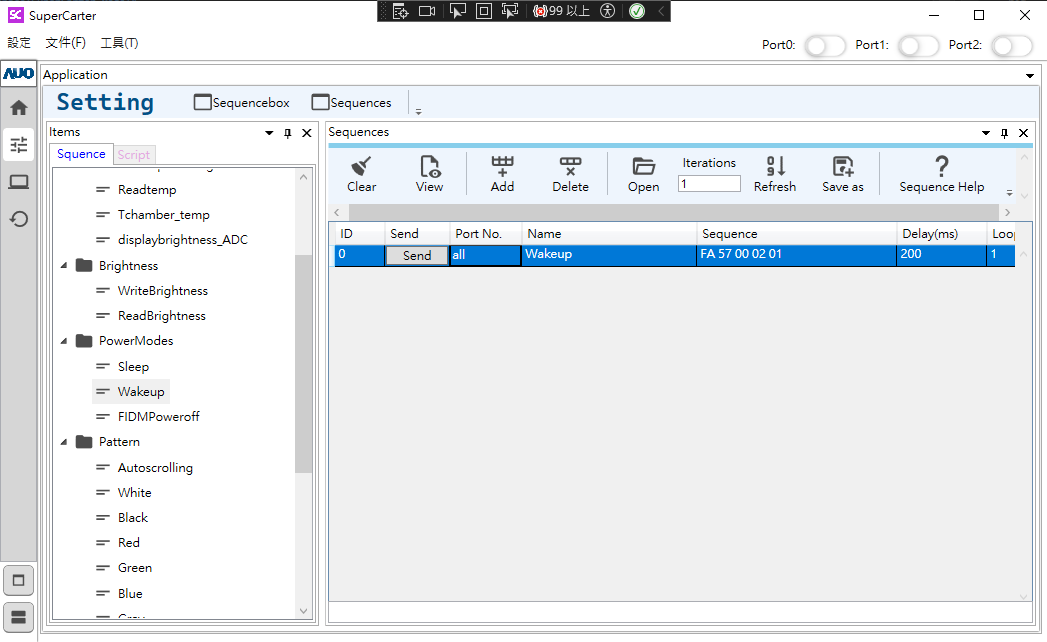 SuperCarter
99 以上
設定 文件(F) 工具(T)
Port0: Port1: Port2:
AUO
Application
Setting Sequencebox Sequences
Items
Squence Script
Readtemp
Tchamber_temp
displaybrightness_ADC
Brightness
WriteBrightness
ReadBrightness
PowerModes
Sleep
Wakeup
FIDMPoweroff
Pattern
Autoscrolling
White
Black
Red
Green
Blue
Sequences
Clear View Add Delete Open Iterations 1 Refresh Save as Sequence Help
ID Send Port No. Name Sequence Delay(ms) Loop
0 Send all Wakeup FA 57 00 02 01 200 1